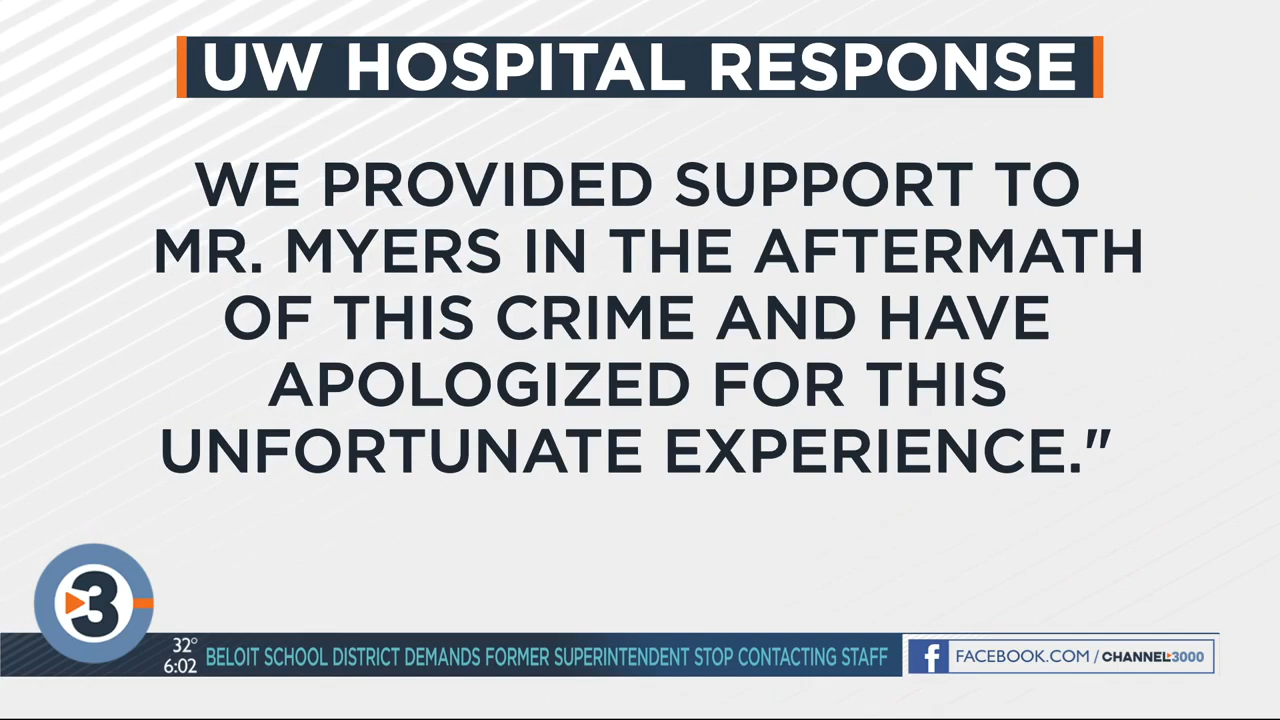 UW HOSPITAL RESPONSE
WE PROVIDED SUPPORT TO
MR. MYERS IN THE AFTERMATH
OF THIS CRIME AND HAVE
APOLOGIZED FOR THIS
UNFORTUNATE EXPERIENCE."
3
32°
6:02
BELOIT SCHOOL DISTRICT DEMANDS FORMER SUPERINTENDENT STOP CONTACTING STAFF
f FACEBOOK.COM / CHANNEL3000